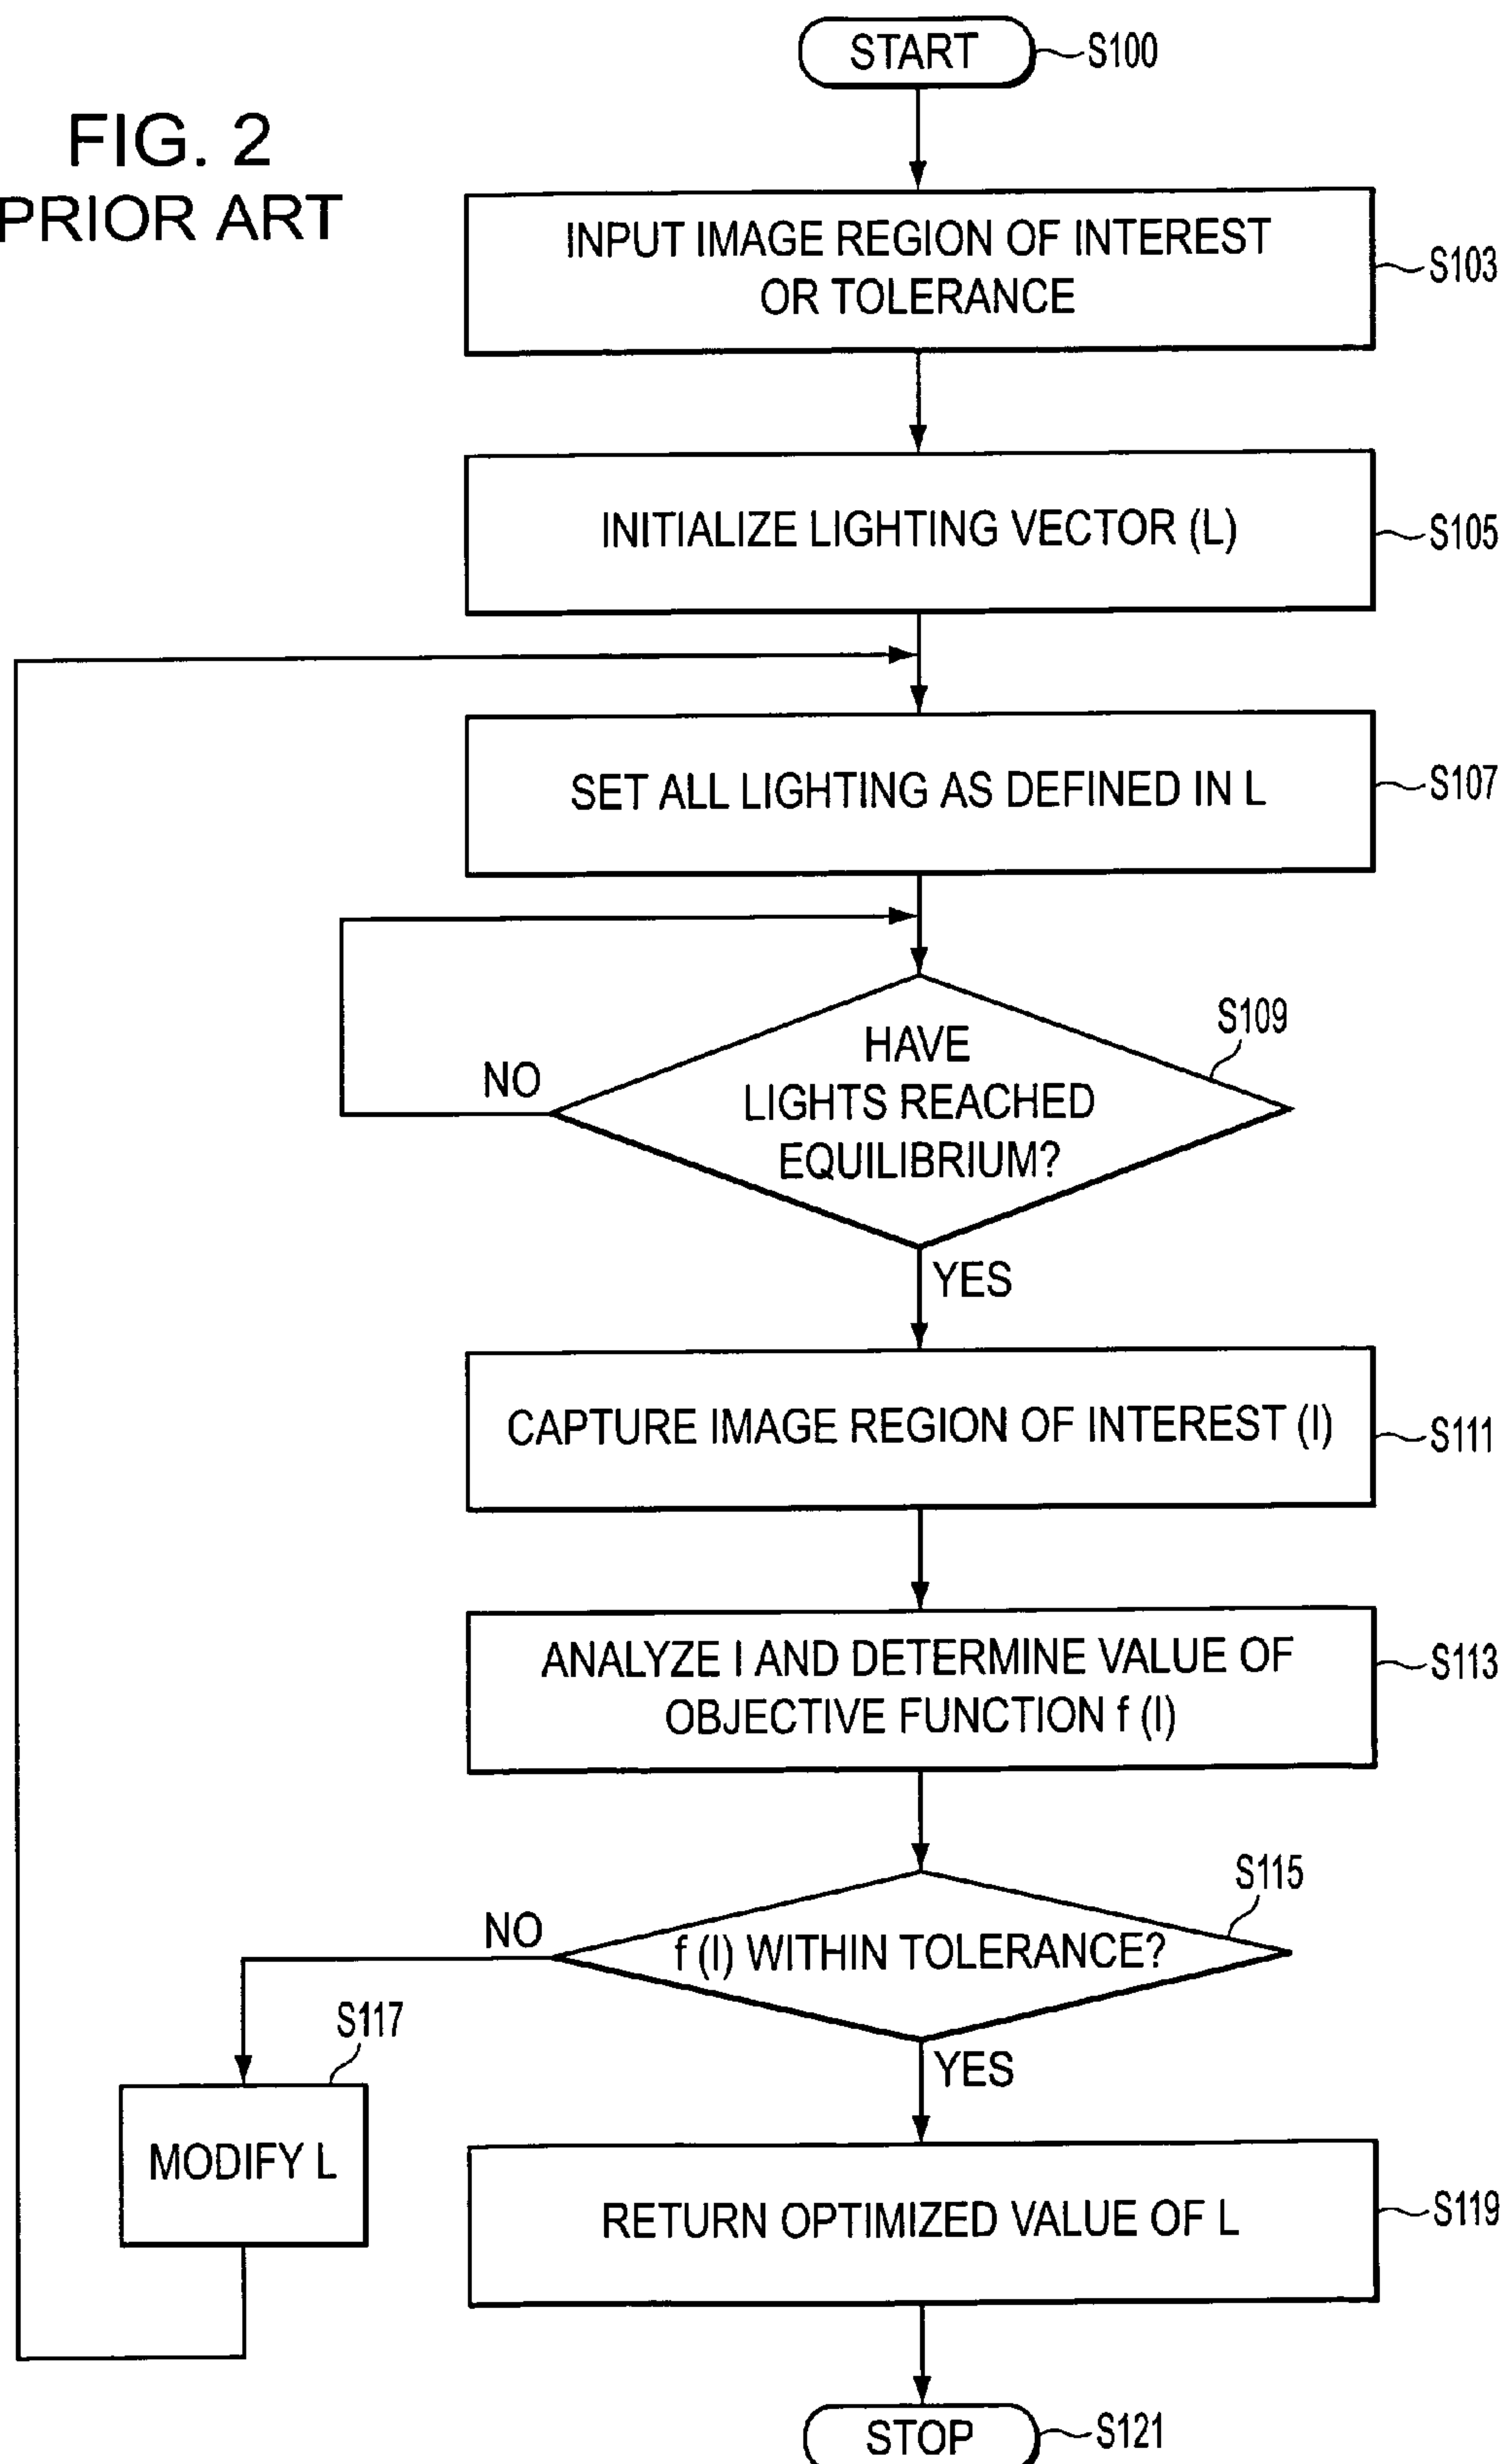 START
S100
FIG. 2
PRIOR ART
INPUT IMAGE REGION OF INTEREST
OR TOLERANCE
S103
INITIALIZE LIGHTING VECTOR (L)
S105
SET ALL LIGHTING AS DEFINED IN L
S107
S109
HAVE
LIGHTS REACHED
EQUILIBRIUM?
NO
YES
CAPTURE IMAGE REGION OF INTEREST (I)
S111
ANALYZE I AND DETERMINE VALUE OF
OBJECTIVE FUNCTION f (I)
S113
S115
NO
f (I) WITHIN TOLERANCE?
S117
YES
MODIFY L
RETURN OPTIMIZED VALUE OF L
S119
STOP
S121